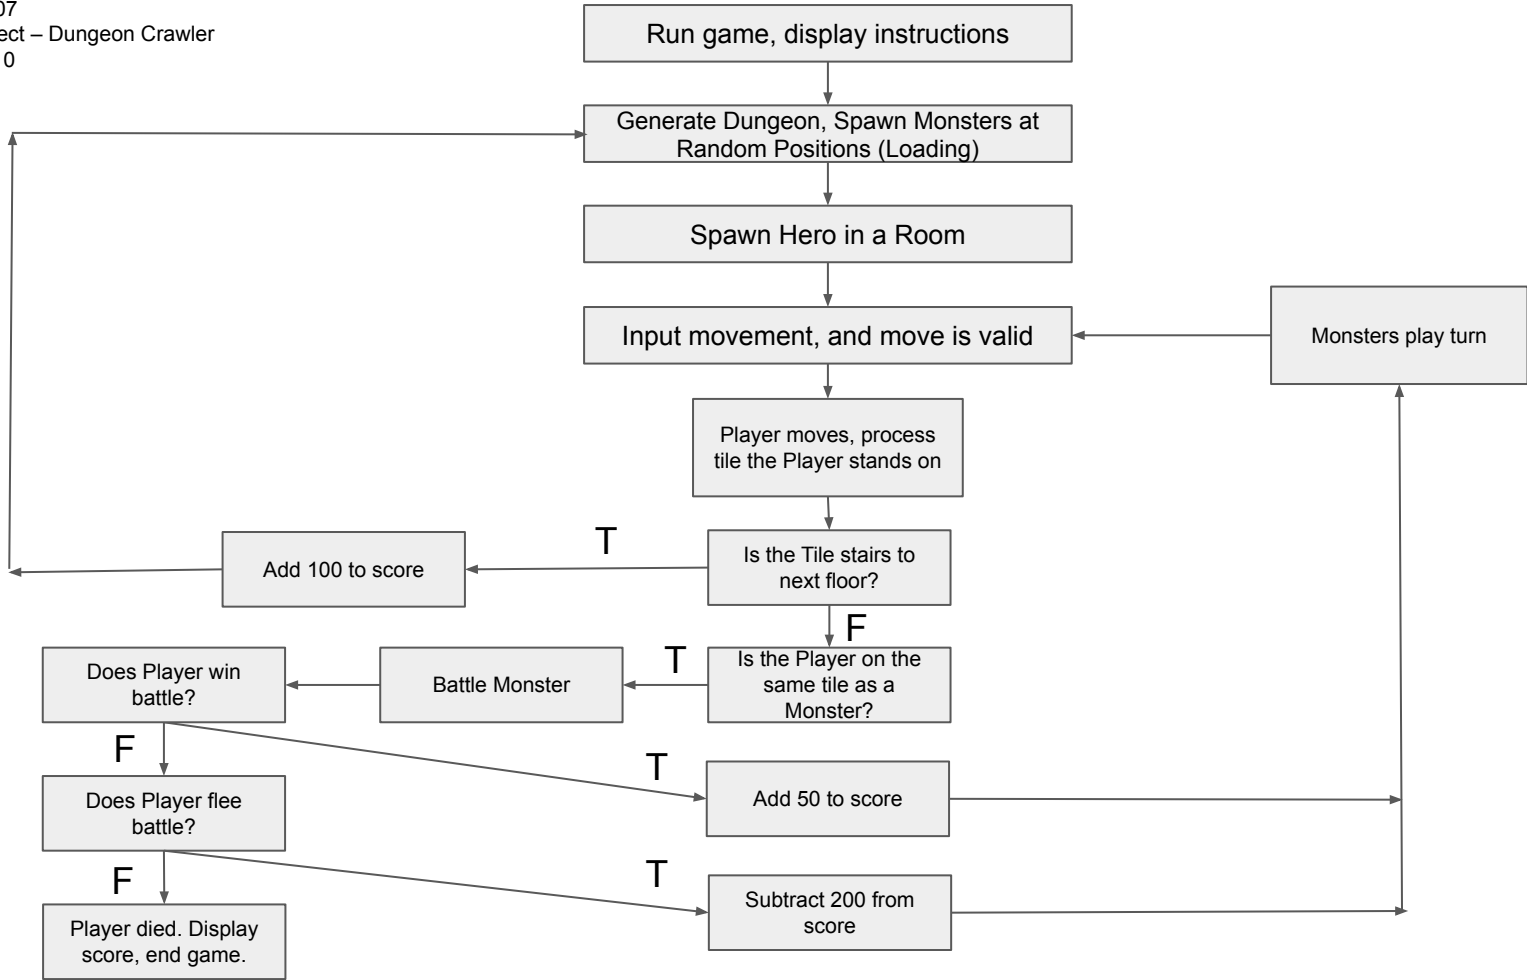 07
ect – Dungeon Crawler
0
Run game, display instructions
Generate Dungeon, Spawn Monsters at
Random Positions (Loading)
Spawn Hero in a Room
Input movement, and move is valid
Monsters play turn
Player moves, process
tile the Player stands on
Is the Tile stairs to
next floor?
T
Add 100 to score
F
Is the Player on the
same tile as a
Monster?
T
Battle Monster
Does Player win
battle?
F
T
Add 50 to score
Does Player flee
battle?
F
T
Subtract 200 from
score
Player died. Display
score, end game.